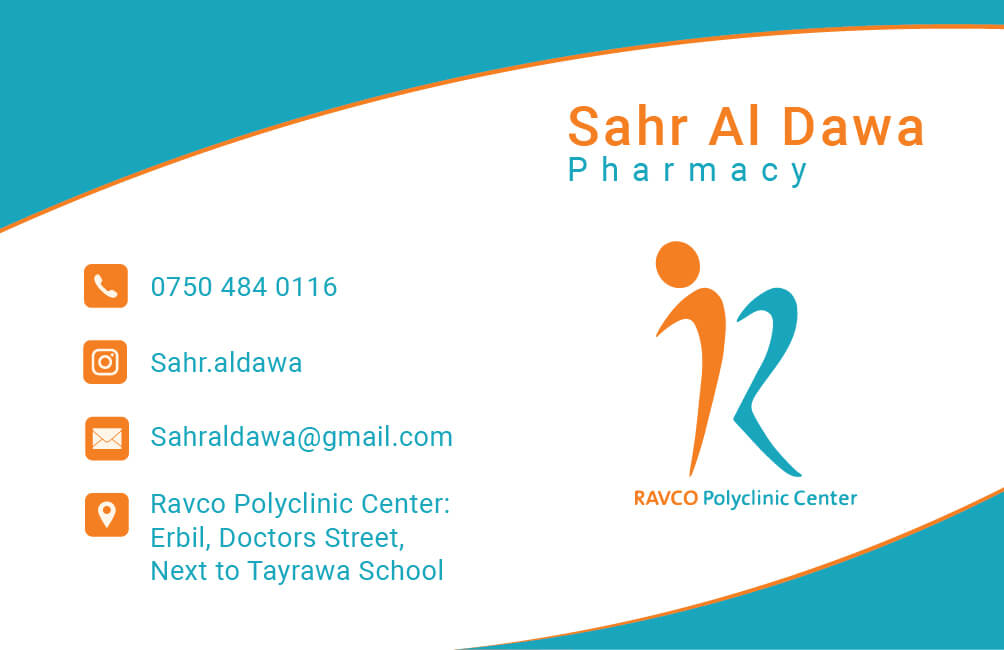 Sahr Al Dawa
Pharmacy
0750 484 0116
Sahr.aldawa
Sahraldawa@gmail.com
Ravco Polyclinic Center:
Erbil, Doctors Street,
Next to Tayrawa School
RAVCO Polyclinic Center